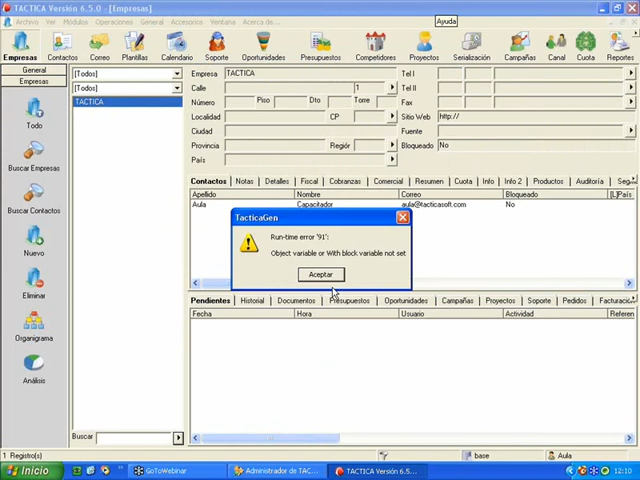 TACTICA Versión 6.5.0 - [Empresas]
Archivo Ver Módulos Operaciones General Accesorios Ventana Acerca de...
Ayuda
Empresas Contactos Correo Plantillas Calendario Soporte Oportunidades Presupuestos Competidores Proyectos Serialización Campañas Canal Cuota Reportes
General
Empresas
Todo
Buscar Empresas
Buscar Contactos
Nuevo
Eliminar
Organigrama
Análisis
[Todos]
[Todos]
TACTICA
Buscar
Empresa TACTICA Tel I
Calle 1 Tel II
Número Piso Dto Torre Fax
Localidad CP Sitio Web http://
Ciudad Fuente
Provincia Regiór Bloqueado No
País
Contactos Notas Detalles Fiscal Cobranzas Comercial Resumen Cuota Info Info 2 Productos Auditoría
Apellido Nombre Correo Bloqueado [L]País
Aula Capacitador aula@tacticasoft.com No
TacticaGen
Run-time error '91':
Object variable or With block variable not set
Aceptar
Pendientes Historial Documentos Presupuestos Oportunidades Campañas Proyectos Soporte Pedidos
Fecha Hora Usuario Actividad Referen
1 Registro(s) base Aula
Inicio GoToWebinar Administrador de TAC... TACTICA Versión 6.5... 12:10